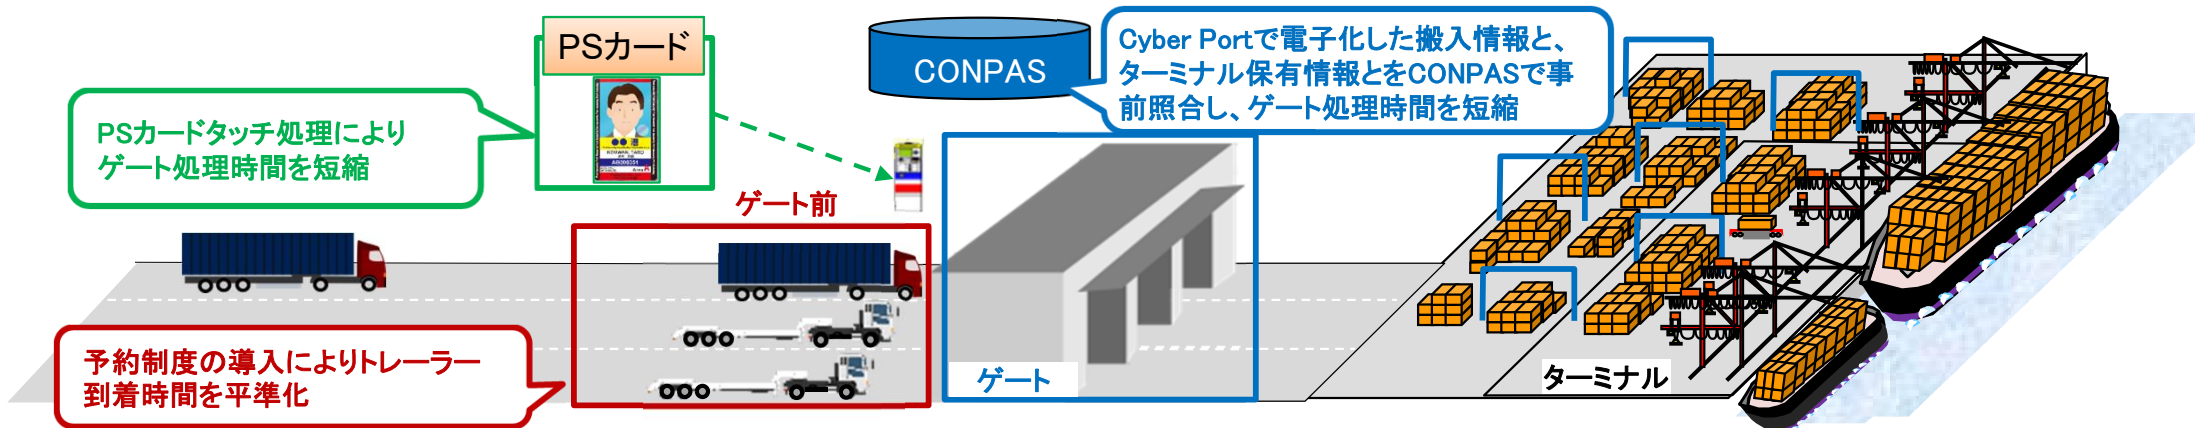 PSカード
CONPAS
Cyber Portで電子化した搬入情報と、
ターミナル保有情報とをCONPASで事
前照合し、ゲート処理時間を短縮
PSカードタッチ処理により
ゲート処理時間を短縮
ゲート前
予約制度の導入によりトレーラー
到着時間を平準化
ゲート
ターミナル